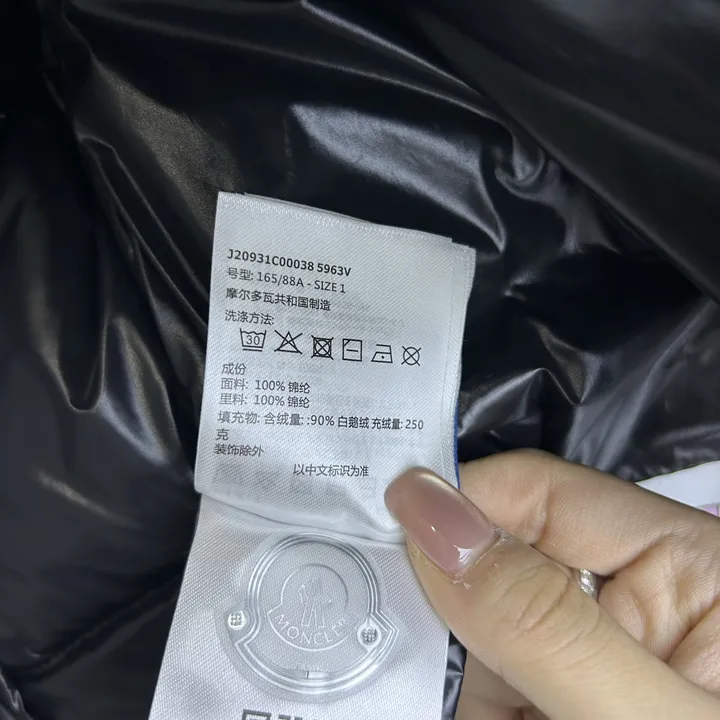 J20931C00038 5963V
号型: 165/88A - SIZE 1
摩尔多瓦共和国制造
洗涤方法:
30
成份
面料: 100% 锦纶
里料: 100% 锦纶
填充物: 含绒量: :90% 白鹅绒 充绒量: 250
克
装饰除外
以中文标识为准
MONCLER